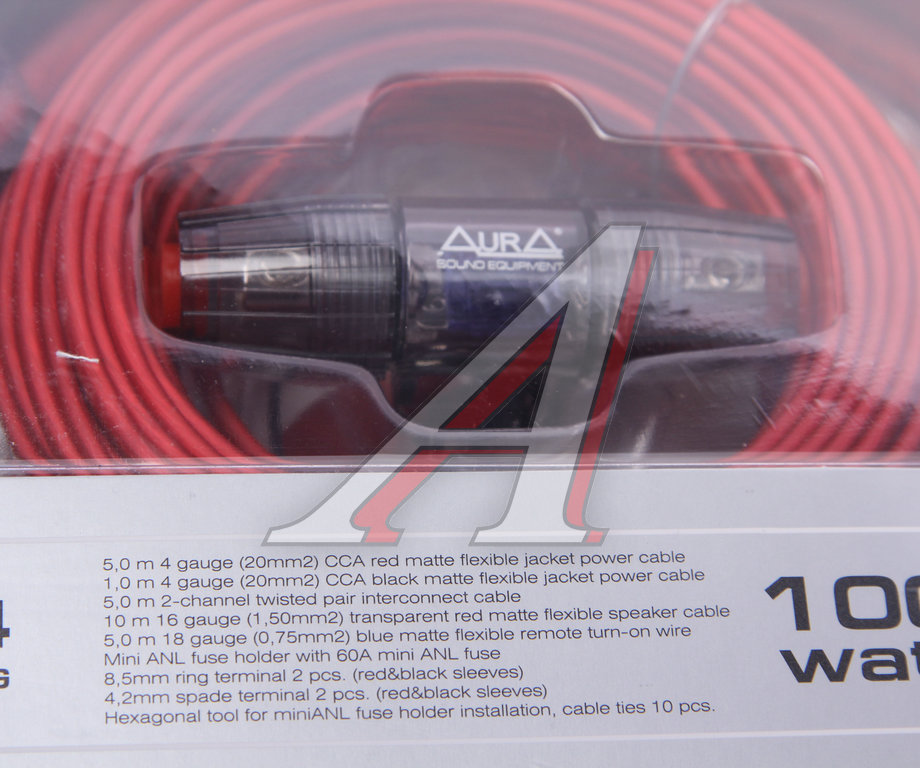 AURA®
SOUND EQUIPMENT
5,0 m 4 gauge (20mm2) CCA red matte flexible jacket power cable
1,0 m 4 gauge (20mm2) CCA black matte flexible jacket power cable
5,0 m 2-channel twisted pair interconnect cable
10 m 16 gauge (1,50mm2) transparent red matte flexible speaker cable
5,0 m 18 gauge (0,75mm2) blue matte flexible remote turn-on wire
Mini ANL fuse holder with 60A mini ANL fuse
8,5mm ring terminal 2 pcs. (red&black sleeves)
4,2mm spade terminal 2 pcs. (red&black sleeves)
Hexagonal tool for miniANL fuse holder installation, cable ties 10 pcs.
4